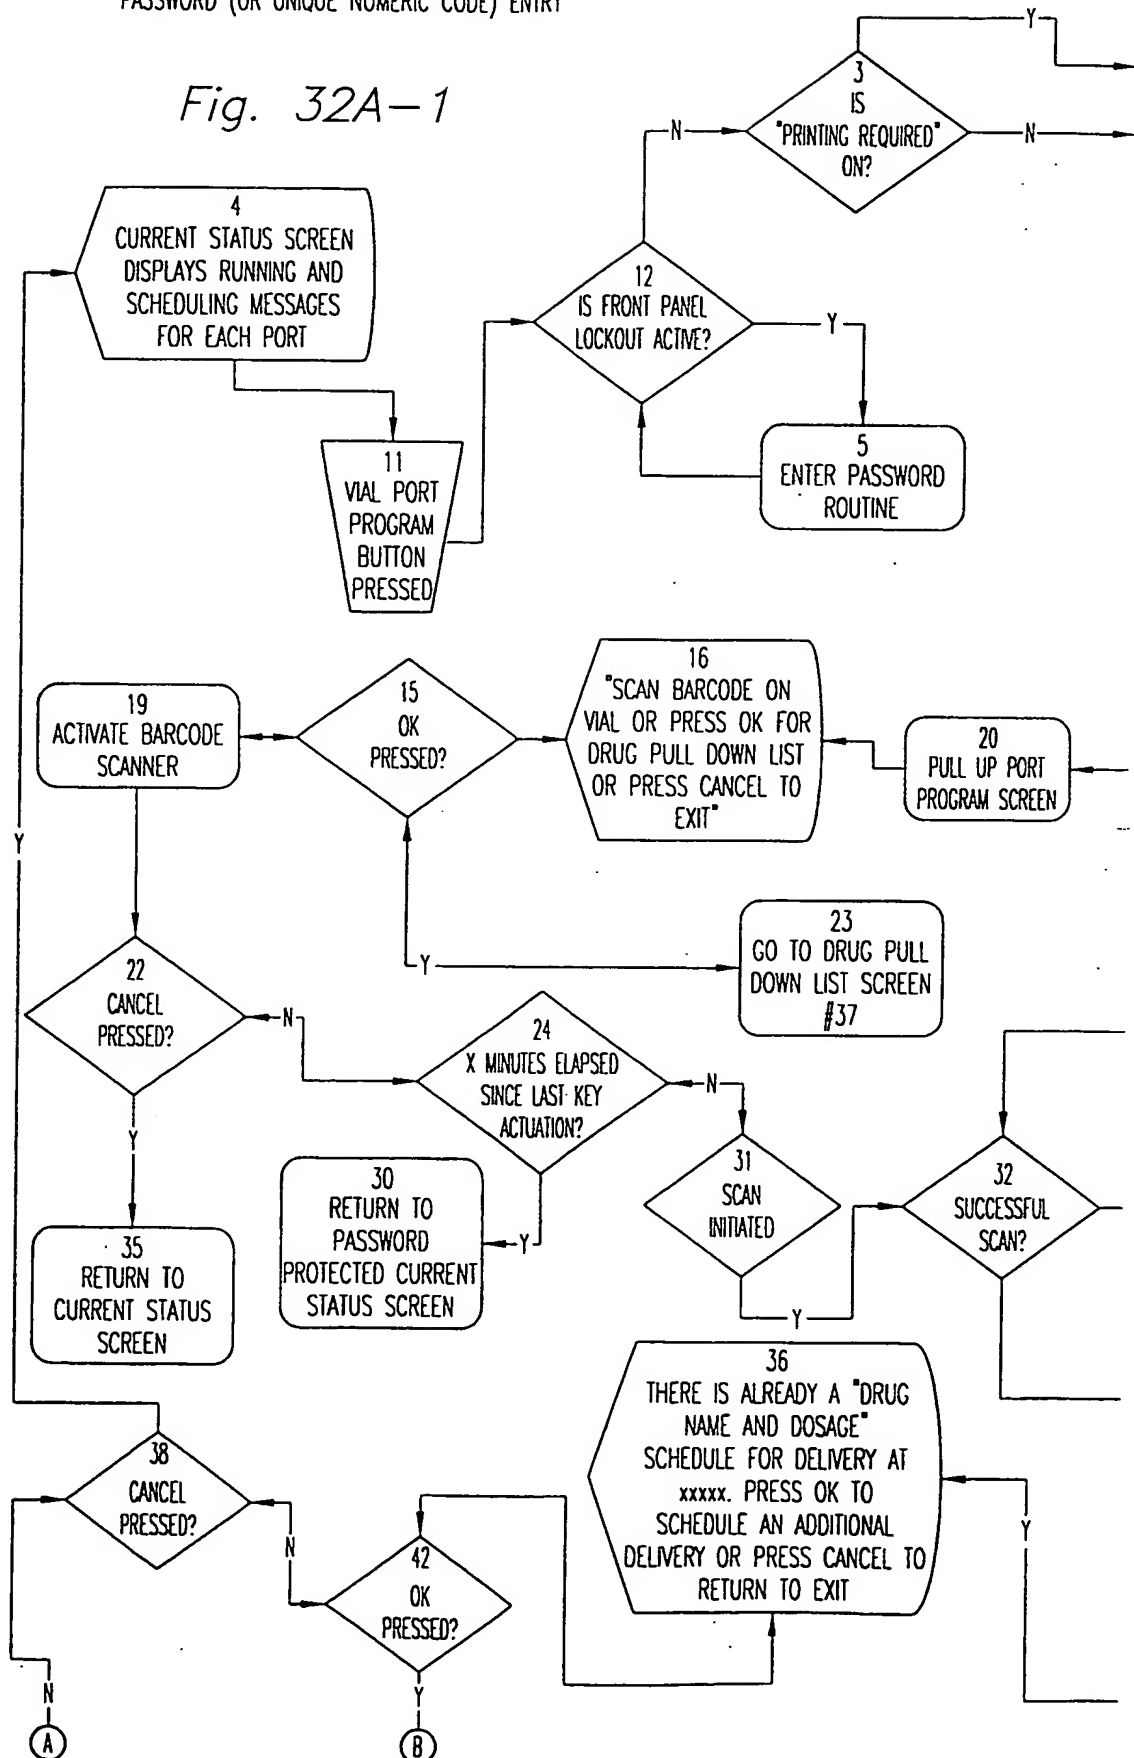 PASSWORD (OR UNIQUE NUMERIC CODE) ENTRY
Fig. 32A-1
Y
3
IS
"PRINTING REQUIRED"
ON?
N
N
4
CURRENT STATUS SCREEN
DISPLAYS RUNNING AND
SCHEDULING MESSAGES
FOR EACH PORT
12
IS FRONT PANEL
LOCKOUT ACTIVE?
Y
11
VIAL PORT
PROGRAM
BUTTON
PRESSED
5
ENTER PASSWORD
ROUTINE
19
ACTIVATE BARCODE
SCANNER
15
OK
PRESSED?
16
"SCAN BARCODE ON
VIAL OR PRESS OK FOR
DRUG PULL DOWN LIST
OR PRESS CANCEL TO
EXIT"
20
PULL UP PORT
PROGRAM SCREEN
Y
Y
23
GO TO DRUG PULL
DOWN LIST SCREEN
#37
22
CANCEL
PRESSED?
N
24
X MINUTES ELAPSED
SINCE LAST KEY
ACTUATION?
N
31
SCAN
INITIATED
32
SUCCESSFUL
SCAN?
Y
30
RETURN TO
PASSWORD
PROTECTED CURRENT
STATUS SCREEN
Y
Y
35
RETURN TO
CURRENT STATUS
SCREEN
36
THERE IS ALREADY A "DRUG
NAME AND DOSAGE"
SCHEDULE FOR DELIVERY AT
xxxxx. PRESS OK TO
SCHEDULE AN ADDITIONAL
DELIVERY OR PRESS CANCEL TO
RETURN TO EXIT
Y
38
CANCEL
PRESSED?
N
42
OK
PRESSED?
N
Y
A
B